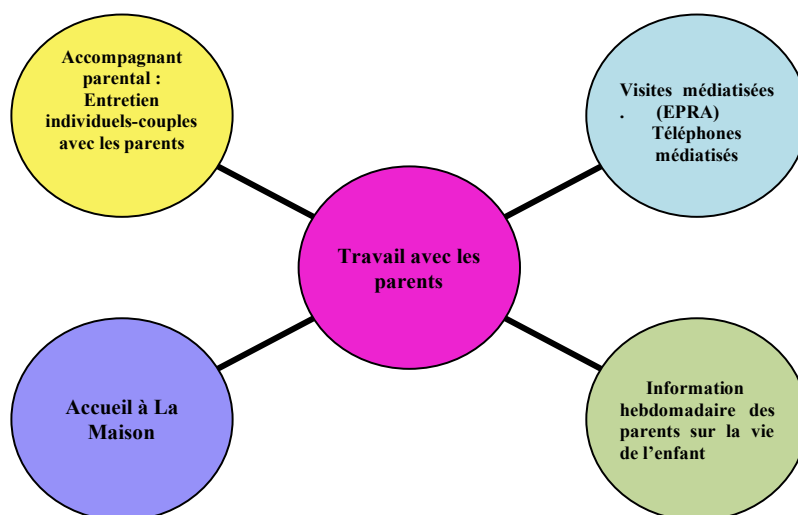 Accompagnant
parental :
Entretien
individuels-couples
avec les parents
Visites médiatisées
. (EPRA)
Téléphones
médiatisés
Travail avec les
parents
Accueil à La
Maison
Information
hebdomadaire des
parents sur la vie
de l’enfant